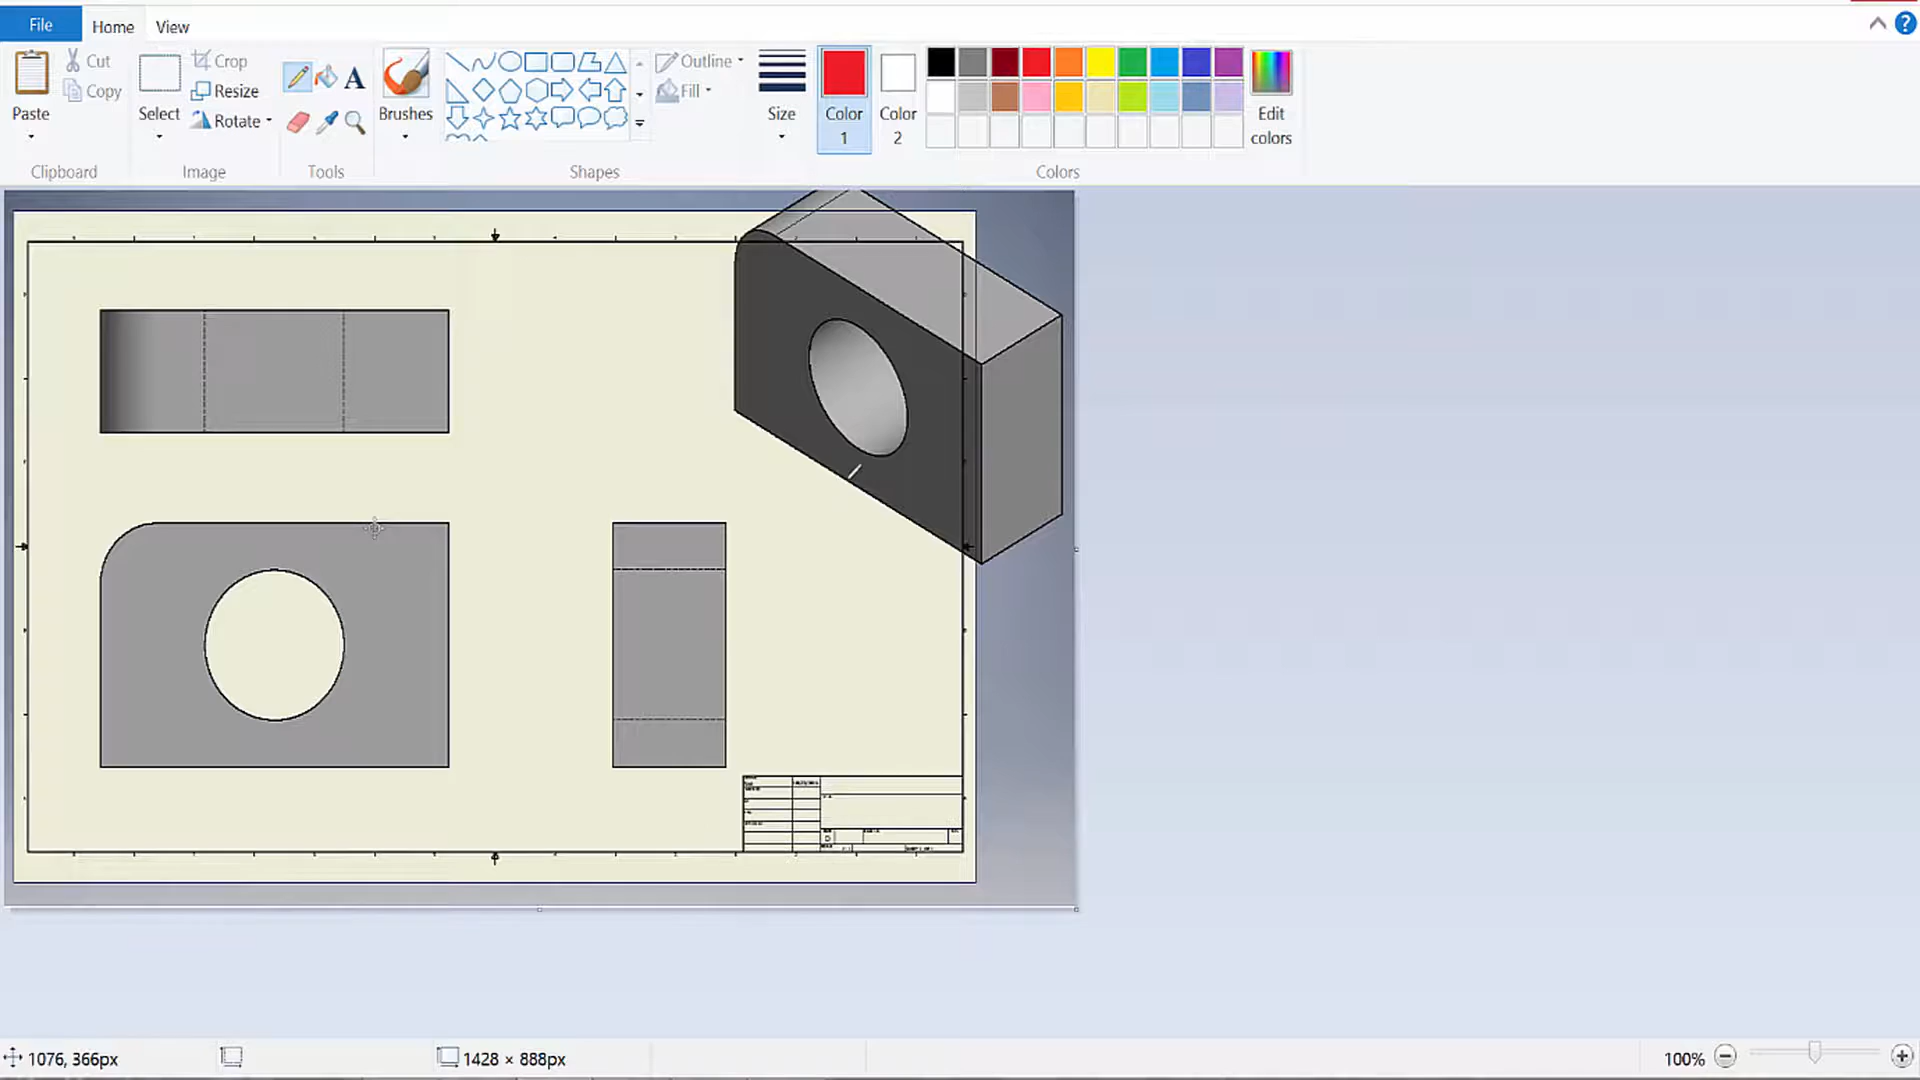 File Home View
Cut
Copy
Paste
Clipboard
Select
Crop
Resize
Rotate
Image
A
Tools
Brushes
Outline
Fill
Shapes
Size
Color
1
Color
2
Edit
colors
Colors
?
1076, 366px
1428 × 888px
100%